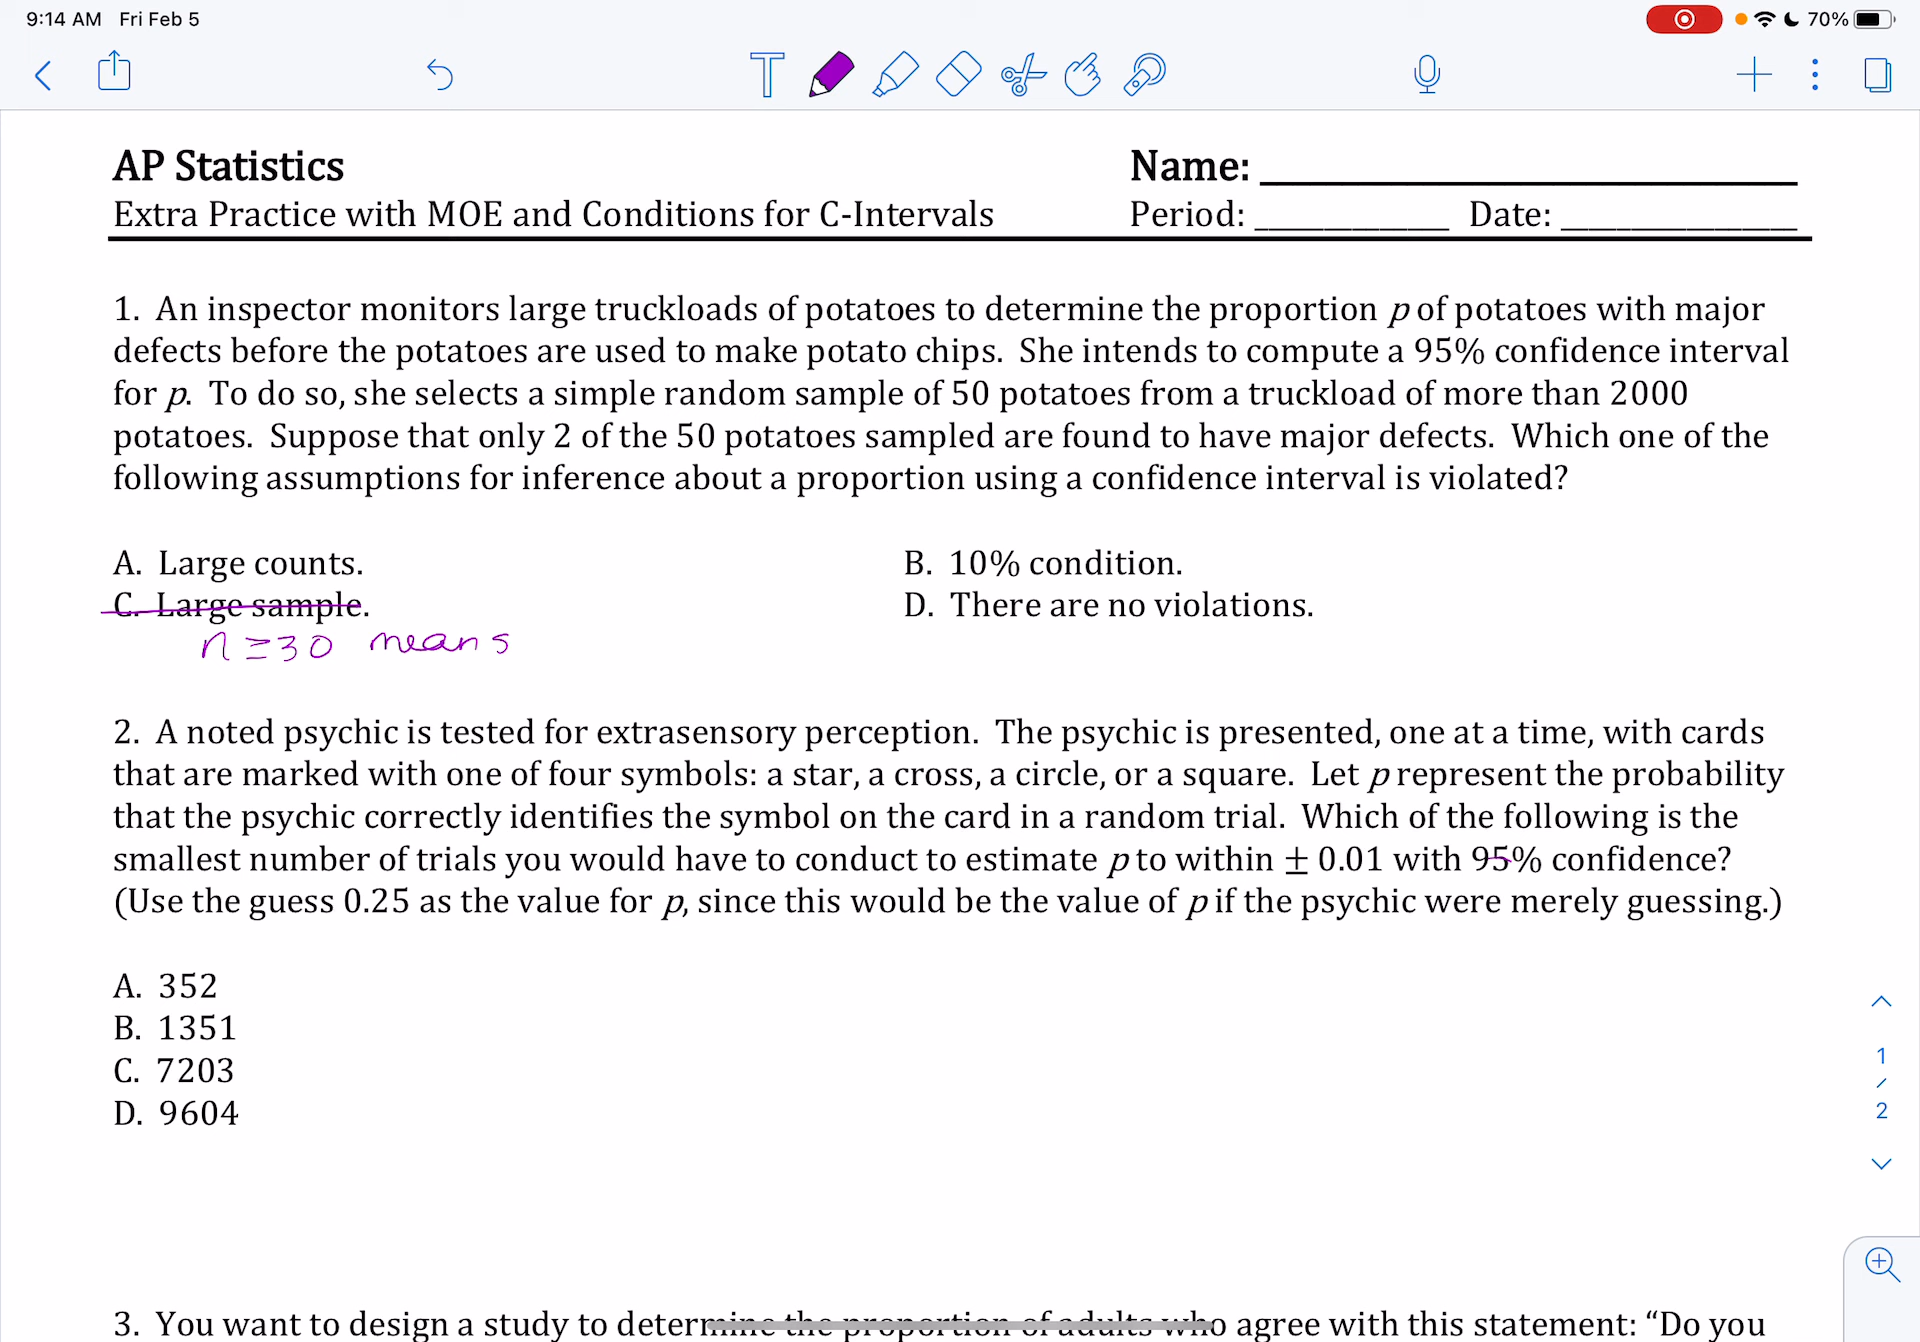 9:14 AM Fri Feb 5
70%
AP Statistics
Name:
Extra Practice with MOE and Conditions for C-Intervals
Period: Date:
1. An inspector monitors large truckloads of potatoes to determine the proportion p of potatoes with major
defects before the potatoes are used to make potato chips. She intends to compute a 95% confidence interval
for p. To do so, she selects a simple random sample of 50 potatoes from a truckload of more than 2000
potatoes. Suppose that only 2 of the 50 potatoes sampled are found to have major defects. Which one of the
following assumptions for inference about a proportion using a confidence interval is violated?
A. Large counts.
B. 10% condition.
C. Large sample.
D. There are no violations.
n ≥ 30 means
2. A noted psychic is tested for extrasensory perception. The psychic is presented, one at a time, with cards
that are marked with one of four symbols: a star, a cross, a circle, or a square. Let p represent the probability
that the psychic correctly identifies the symbol on the card in a random trial. Which of the following is the
smallest number of trials you would have to conduct to estimate p to within ± 0.01 with 95% confidence?
(Use the guess 0.25 as the value for p, since this would be the value of p if the psychic were merely guessing.)
A. 352
B. 1351
C. 7203
D. 9604
1
/
2
3. You want to design a study to determine the proportion of adults who agree with this statement: “Do you